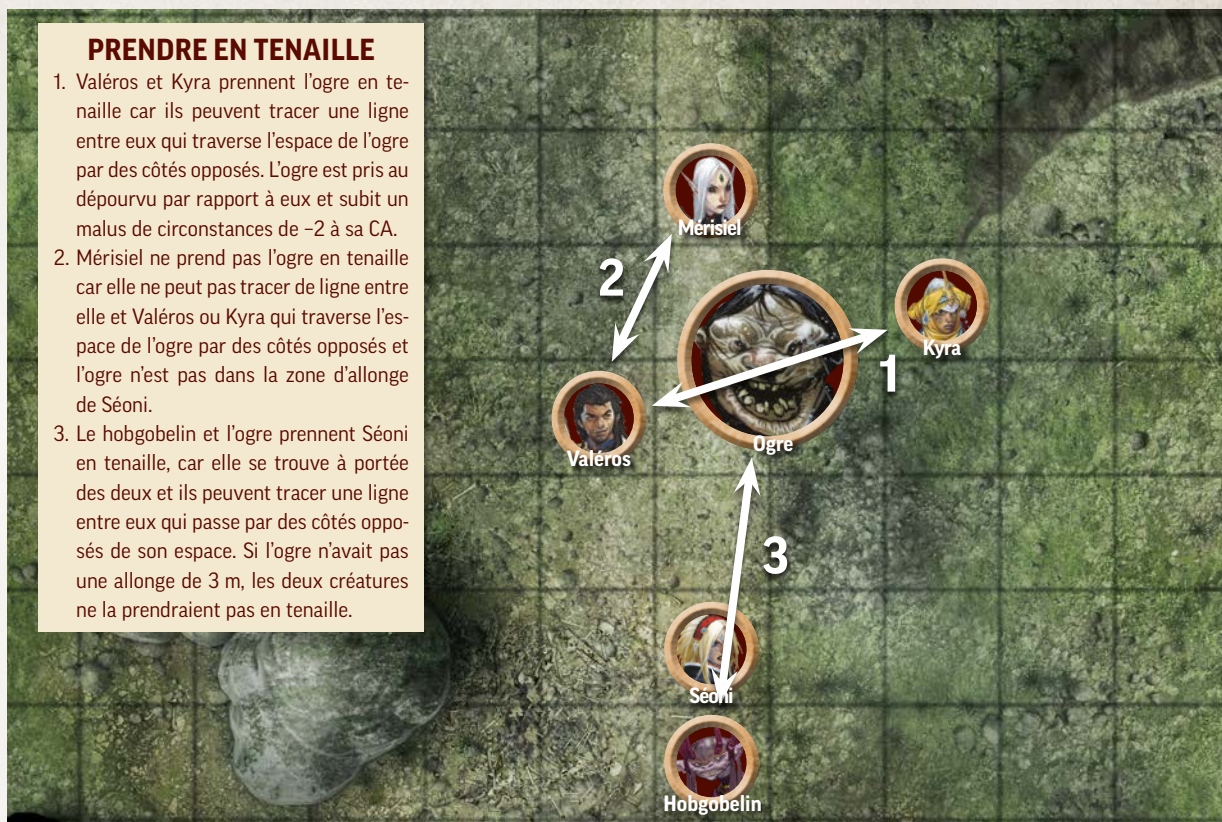 PRENDRE EN TENAILLE
1. Valéros et Kyra prennent l'ogre en te-
naille car ils peuvent tracer une ligne
entre eux qui traverse l'espace de l'ogre
par des côtés opposés. L'ogre est pris au
dépourvu par rapport à eux et subit un
malus de circonstances de –2 à sa CA.
2. Mérisiel ne prend pas l'ogre en tenaille
car elle ne peut pas tracer de ligne entre
elle et Valéros ou Kyra qui traverse l'es-
pace de l'ogre par des côtés opposés et
l'ogre n'est pas dans la zone d'allonge
de Séoni.
3. Le hobgobelin et l'ogre prennent Séoni
en tenaille, car elle se trouve à portée
des deux et ils peuvent tracer une ligne
entre eux qui passe par des côtés oppo-
sés de son espace. Si l'ogre n'avait pas
une allonge de 3 m, les deux créatures
ne la prendraient pas en tenaille.
Mérisiel
2
Kyra
1
Valéros
Ogre
3
Séoni
Hobgobelin